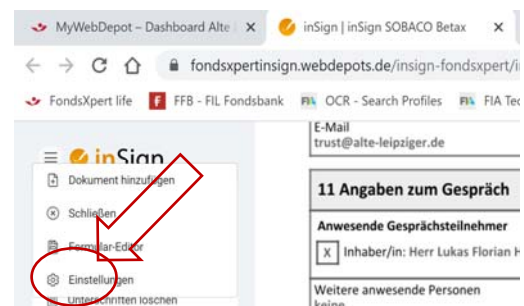 MyWebDepot – Dashboard Alte
inSign | inSign SOBACO Betax
fondsxpertinsign.webdepots.de/insign-fondsxpert/i
FondsXpert life
FFB - FIL Fondsbank
OCR - Search Profiles
FIA Tec
inSign
Dokument hinzufügen
Schließen
Formular-Editor
Einstellungen
Unterschriften löschen
E-Mail
trust@alte-leipziger.de
11 Angaben zum Gespräch
Anwesende Gesprächsteilnehmer
X Inhaber/in: Herr Lukas Florian H
Weitere anwesende Personen
keine